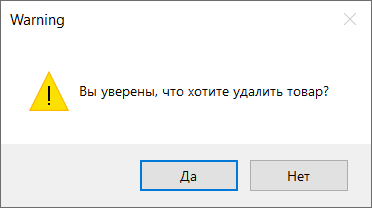 Warning
Вы уверены, что хотите удалить товар?
Да
Нет